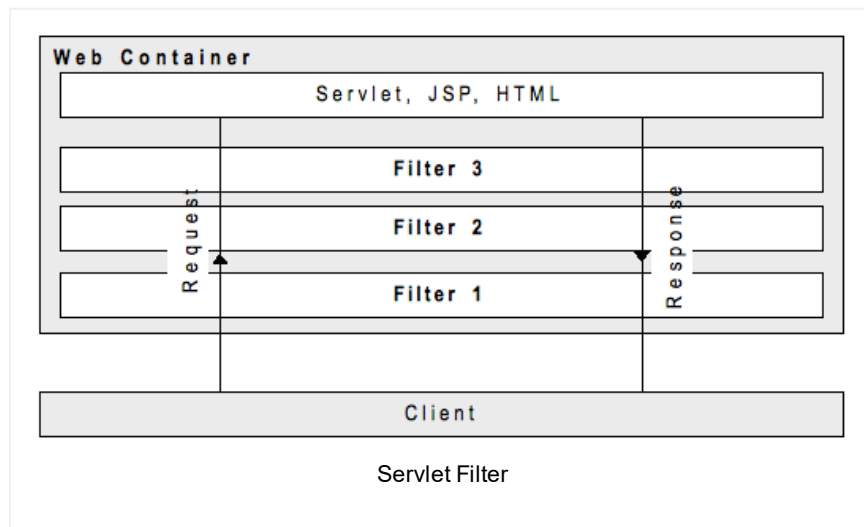 Web Container
Servlet, JSP, HTML
Filter 3
Request
Response
Filter 2
Filter 1
Client
Servlet Filter